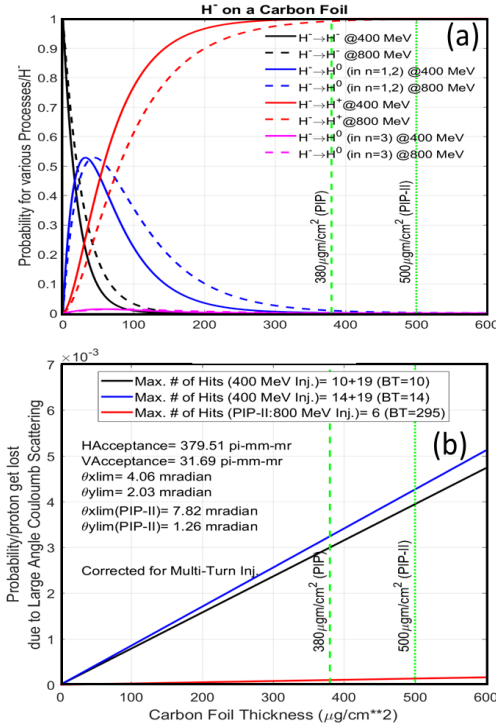 H⁻ on a Carbon Foil
(a)
H⁻→H⁻ @400 MeV
H⁻→H⁻ @800 MeV
H⁻→H⁰ (in n=1,2) @400 MeV
H⁻→H⁰ (in n=1,2) @800 MeV
H⁻→H⁺@400 MeV
H⁻→H⁺@800 MeV
H⁻→H⁰ (in n=3) @400 MeV
H⁻→H⁰ (in n=3) @800 MeV
Probability for various Processes/H⁻
1
0.9
0.8
0.7
0.6
0.5
0.4
0.3
0.2
0.1
0
380μgm/cm² (PIP)
500μgm/cm² (PIP-II)
0 100 200 300 400 500 600
×10⁻³
(b)
Max. # of Hits (400 MeV Inj.)= 10+19 (BT=10)
Max. # of Hits (400 MeV Inj.)= 14+19 (BT=14)
Max. # of Hits (PIP-II:800 MeV Inj.)= 6 (BT=295)
HAcceptance= 379.51 pi-mm-mr
VAcceptance= 31.69 pi-mm-mr
θxlim= 4.06 mradian
θylim= 2.03 mradian
θxlim(PIP-II)= 7.82 mradian
θylim(PIP-II)= 1.26 mradian
Corrected for Multi-Turn Inj.
Probability/proton get lost
due to Large Angle Couloumb Scattering
7
6
5
4
3
2
1
0
380μgm/cm² (PIP)
500μgm/cm² (PIP-II)
0 100 200 300 400 500 600
Carbon Foil Thickness (μg/cm**2)